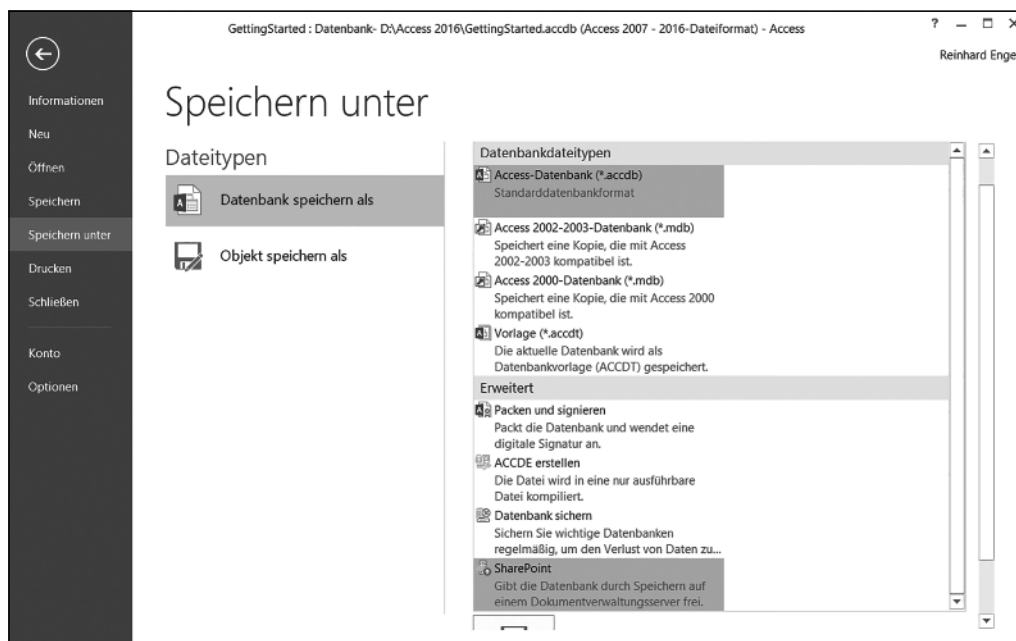 GettingStarted : Datenbank- D:\Access 2016\GettingStarted.accdb (Access 2007 - 2016-Dateiformat) - Access
?
Reinhard Enge
Informationen
Neu
Öffnen
Speichern
Speichern unter
Drucken
Schließen
Konto
Optionen
Speichern unter
Dateitypen
Datenbank speichern als
Objekt speichern als
Datenbankdateitypen
Access-Datenbank (*.accdb)
Standarddatenbankformat
Access 2002-2003-Datenbank (*.mdb)
Speichert eine Kopie, die mit Access
2002-2003 kompatibel ist.
Access 2000-Datenbank (*.mdb)
Speichert eine Kopie, die mit Access 2000
kompatibel ist.
Vorlage (*.accdt)
Die aktuelle Datenbank wird als
Datenbankvorlage (ACCDT) gespeichert.
Erweitert
Packen und signieren
Packt die Datenbank und wendet eine
digitale Signatur an.
ACCDE erstellen
Die Datei wird in eine nur ausführbare
Datei kompiliert.
Datenbank sichern
Sichern Sie wichtige Datenbanken
regelmäßig, um den Verlust von Daten zu...
SharePoint
Gibt die Datenbank durch Speichern auf
einem Dokumentverwaltungsserver frei.